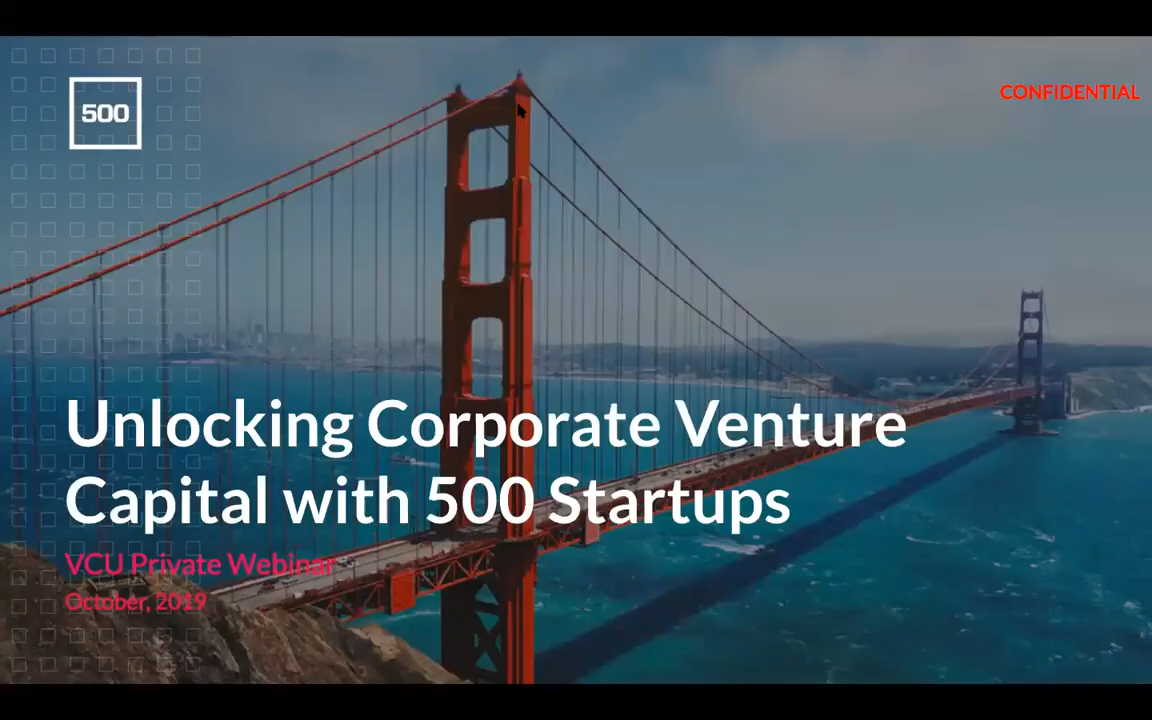 500
CONFIDENTIAL
Unlocking Corporate Venture
Capital with 500 Startups
VCU Private Webinar
October, 2019